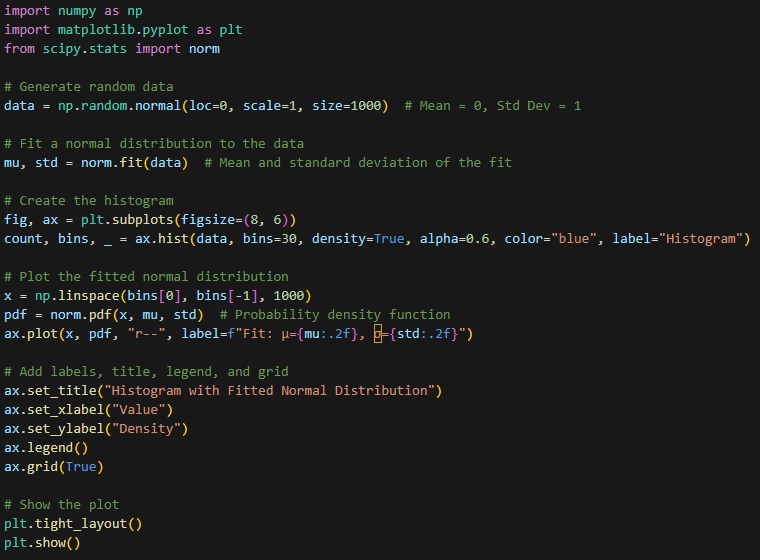 import numpy as np
import matplotlib.pyplot as plt
from scipy.stats import norm

# Generate random data
data = np.random.normal(loc=0, scale=1, size=1000)  # Mean = 0, Std Dev = 1

# Fit a normal distribution to the data
mu, std = norm.fit(data)  # Mean and standard deviation of the fit

# Create the histogram
fig, ax = plt.subplots(figsize=(8, 6))
count, bins, _ = ax.hist(data, bins=30, density=True, alpha=0.6, color="blue", label="Histogram")

# Plot the fitted normal distribution
x = np.linspace(bins[0], bins[-1], 1000)
pdf = norm.pdf(x, mu, std)  # Probability density function
ax.plot(x, pdf, "r--", label=f"Fit: μ={mu:.2f}, σ={std:.2f}")

# Add labels, title, legend, and grid
ax.set_title("Histogram with Fitted Normal Distribution")
ax.set_xlabel("Value")
ax.set_ylabel("Density")
ax.legend()
ax.grid(True)

# Show the plot
plt.tight_layout()
plt.show()